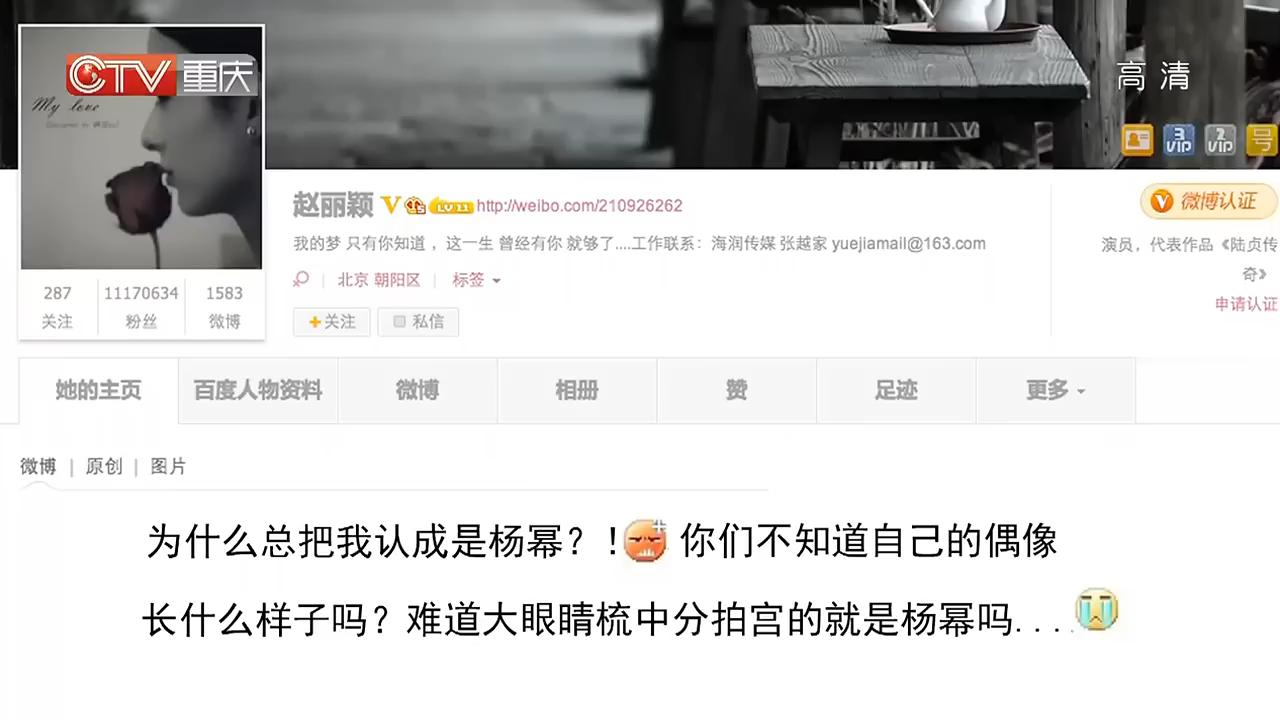 CTV 重庆
高清
My love
3 VIP 2 VIP 号
赵丽颖 V LV11 http://weibo.com/210926262
V 微博认证
我的梦 只有你知道 ，这一生 曾经有你 就够了....工作联系：海润传媒 张越家 yuejiamail@163.com
演员，代表作品《陆贞传
奇》
北京 朝阳区 | 标签
申请认证
287 11170634 1583
关注 粉丝 微博
+关注 私信
她的主页 百度人物资料 微博 相册 赞 足迹 更多
微博 | 原创 | 图片
为什么总把我认成是杨幂？！ 你们不知道自己的偶像
长什么样子吗？难道大眼睛梳中分拍宫的就是杨幂吗....